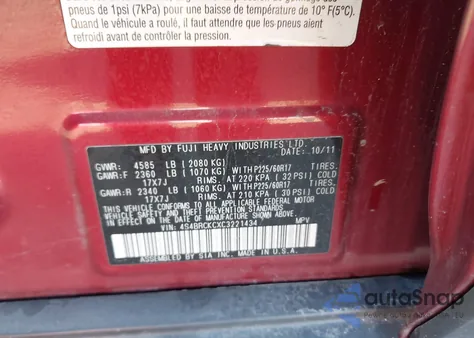 pneus de 1psi (7kPa) pour une baisse de température de 10° F(5°C).
Quand le véhicule a roulé, il faut attendre que les pneus aient
refroidi avant de contrôler la pression.
MFD. BY FUJI HEAVY INDUSTRIES LTD. 10/11
GVWR: 4585 LB (2080 KG)
GAWR:F 2360 LB (1070 KG) WITH P225/60R17 TIRES.
17X7J RIMS. AT 220 KPA (32 PSI) COLD
GAWR:R 2340 LB (1060 KG) WITH P225/60R17 TIRES.
17X7J RIMS. AT 210 KPA (30 PSI) COLD
THIS VEHICLE CONFORMS TO ALL APPLICABLE
FEDERAL MOTOR VEHICLE SAFETY
STANDARDS IN EFFECT ON THE DATE OF
MANUFACTURE SHOWN ABOVE.
VIN: 4S4BRCKCXC3221434 MPV
ASSEMBLED BY SIA INC. MADE IN U.S.A.
autoSnap
Powered by autobidcar